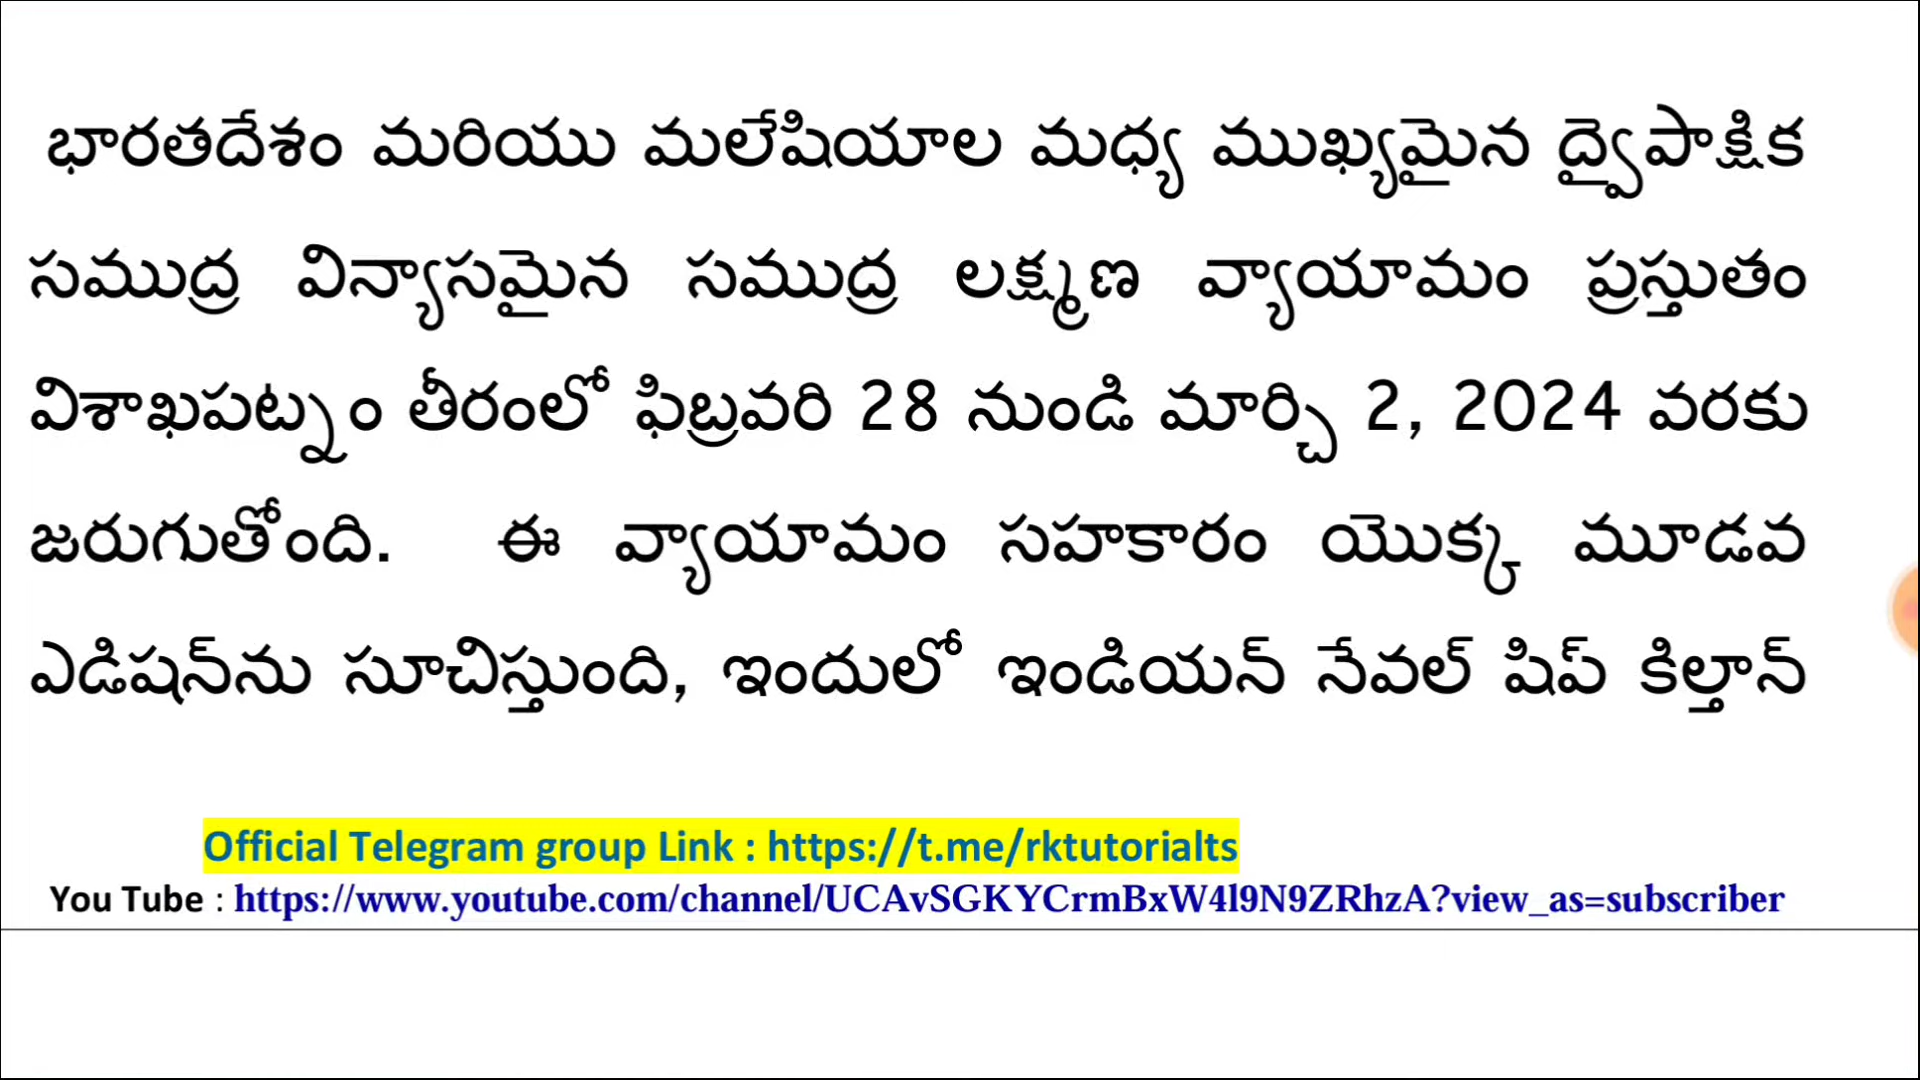 భారతదేశం మరియు మలేషియాల మధ్య ముఖ్యమైన ద్వైపాక్షిక
సముద్ర విన్యాసమైన సముద్ర లక్ష్మణ వ్యాయామం ప్రస్తుతం
విశాఖపట్నం తీరంలో ఫిబ్రవరి 28 నుండి మార్చి 2, 2024 వరకు
జరుగుతోంది. ఈ వ్యాయామం సహకారం యొక్క మూడవ
ఎడిషన్‌ను సూచిస్తుంది, ఇందులో ఇండియన్ నేవల్ షిప్ కిల్తాన్
Official Telegram group Link : https://t.me/rktutorialts
You Tube : https://www.youtube.com/channel/UCAvSGKYCrmBxW4l9N9ZRhzA?view_as=subscriber